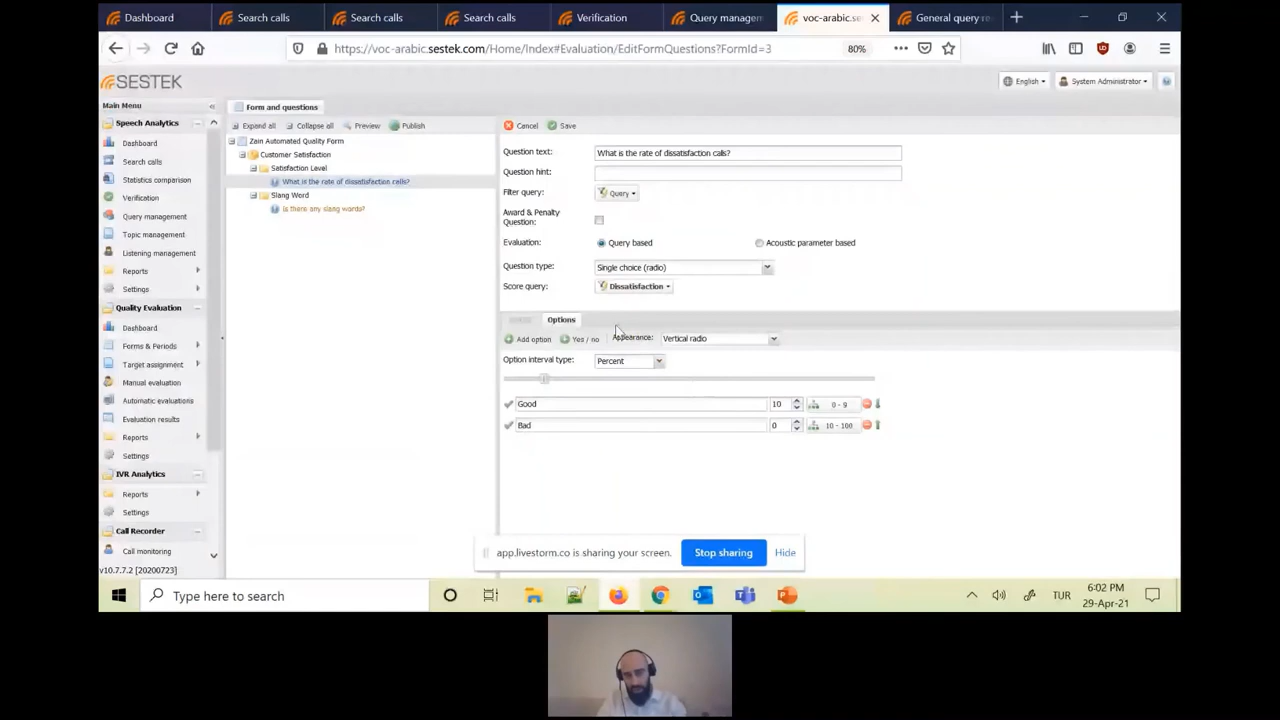 Dashboard
Search calls
Search calls
Search calls
Verification
Query managem
voc-arabic.se
General query re
https://voc-arabic.sestek.com/Home/Index#Evaluation/EditFormQuestions?FormId=3
80%
SESTEK
English
System Administrator
Main Menu
Speech Analytics
Dashboard
Search calls
Statistics comparison
Verification
Query management
Topic management
Listening management
Reports
Settings
Quality Evaluation
Dashboard
Forms & Periods
Target assignment
Manual evaluation
Automatic evaluations
Evaluation results
Reports
Settings
IVR Analytics
Reports
Settings
Call Recorder
Call monitoring
v10.7.7.2 (20200723)
Form and questions
Expand all
Collapse all
Preview
Publish
Zain Automated Quality Form
Customer Satisfaction
Satisfaction Level
What is the rate of dissatisfaction calls?
Slang Word
Is there any slang words?
Cancel
Save
Question text:
What is the rate of dissatisfaction calls?
Question hint:
Filter query:
Query
Award & Penalty
Question:
Evaluation:
Query based
Acoustic parameter based
Question type:
Single choice (radio)
Score query:
Dissatisfaction
Options
Add option
Yes / no
Appearance:
Vertical radio
Option interval type:
Percent
Good
10
0 - 9
Bad
0
10 - 100
app.livestorm.co is sharing your screen.
Stop sharing
Hide
Type here to search
TUR
6:02 PM
29-Apr-21